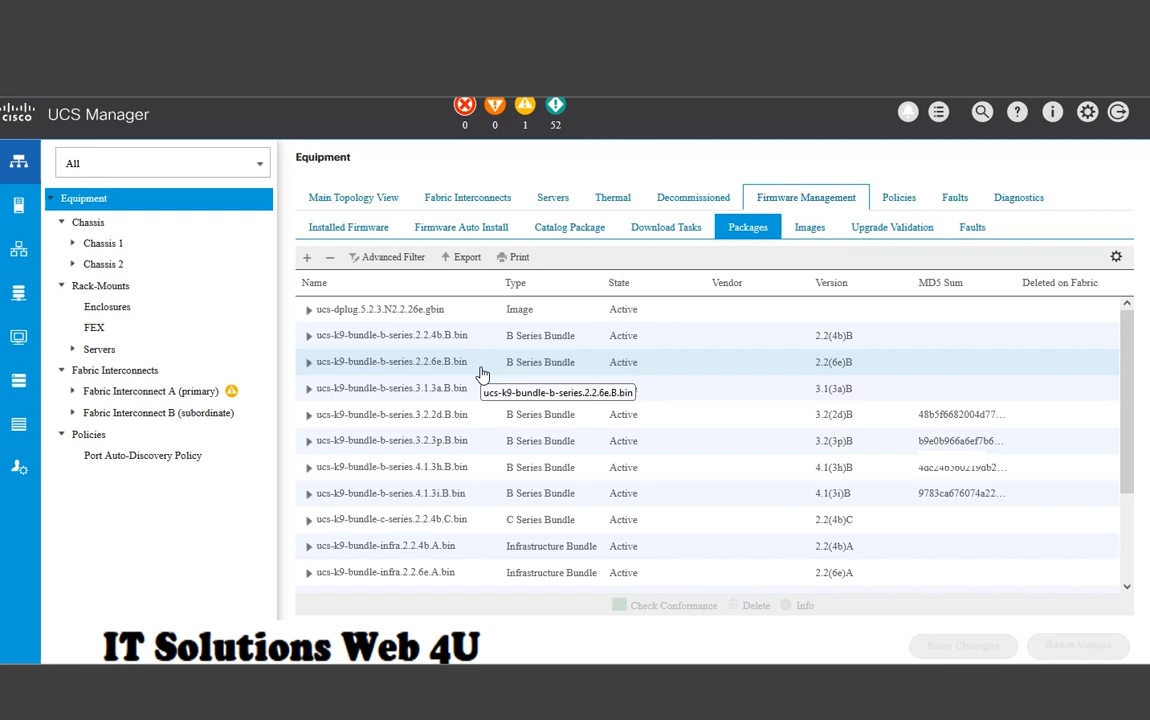 CISCO UCS Manager
0 0 1 52
All
Equipment
Chassis
Chassis 1
Chassis 2
Rack-Mounts
Enclosures
FEX
Servers
Fabric Interconnects
Fabric Interconnect A (primary)
Fabric Interconnect B (subordinate)
Policies
Port Auto-Discovery Policy
Equipment
Main Topology View Fabric Interconnects Servers Thermal Decommissioned Firmware Management Policies Faults Diagnostics
Installed Firmware Firmware Auto Install Catalog Package Download Tasks Packages Images Upgrade Validation Faults
+ − Advanced Filter Export Print
Name Type State Vendor Version MD5 Sum Deleted on Fabric
ucs-dplug.5.2.3.N2.2.26e.gbin Image Active
ucs-k9-bundle-b-series.2.2.4b.B.bin B Series Bundle Active 2.2(4b)B
ucs-k9-bundle-b-series.2.2.6e.B.bin B Series Bundle Active 2.2(6e)B
ucs-k9-bundle-b-series.3.1.3a.B.bin 3.1(3a)B
ucs-k9-bundle-b-series.2.2.6e.B.bin
ucs-k9-bundle-b-series.3.2.2d.B.bin B Series Bundle Active 3.2(2d)B 48b5f6682004d77...
ucs-k9-bundle-b-series.3.2.3p.B.bin B Series Bundle Active 3.2(3p)B b9e0b966a6ef7b6...
ucs-k9-bundle-b-series.4.1.3h.B.bin B Series Bundle Active 4.1(3h)B
ucs-k9-bundle-b-series.4.1.3i.B.bin B Series Bundle Active 4.1(3i)B 9783ca676074a22...
ucs-k9-bundle-c-series.2.2.4b.C.bin C Series Bundle Active 2.2(4b)C
ucs-k9-bundle-infra.2.2.4b.A.bin Infrastructure Bundle Active 2.2(4b)A
ucs-k9-bundle-infra.2.2.6e.A.bin Infrastructure Bundle Active 2.2(6e)A
Check Conformance Delete Info
Save Changes Reset Values
IT Solutions Web 4U